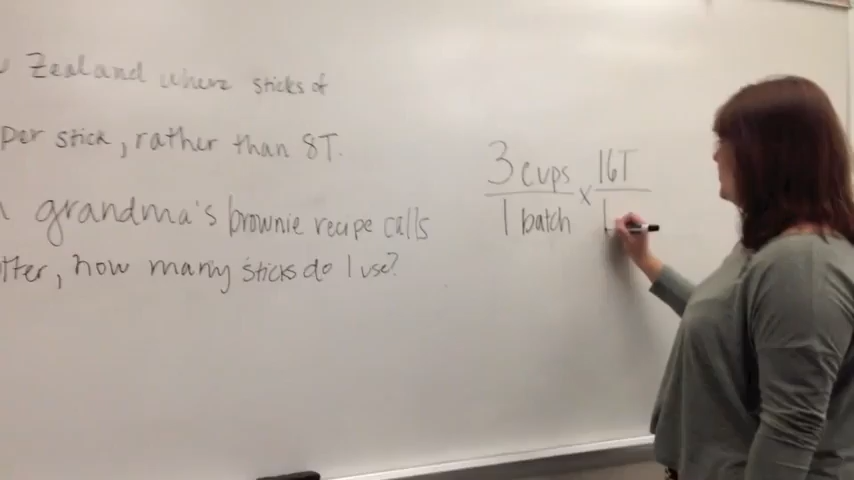 Zealand where sticks of
per stick, rather than 8T.
grandma's brownie recipe calls
how many sticks do I use?
3 cups × 16T
1 batch 1